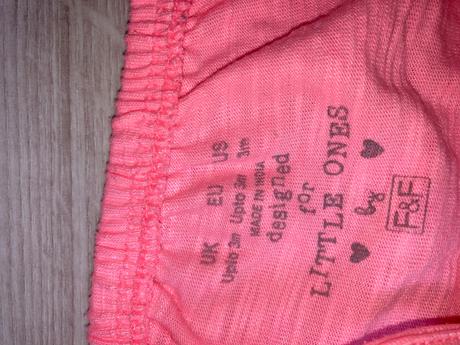 UK EU US
Upto 3m Upto 3m 3m
MADE IN INDIA
designed
for
LITTLE ONES
♥ by ♥
F&F